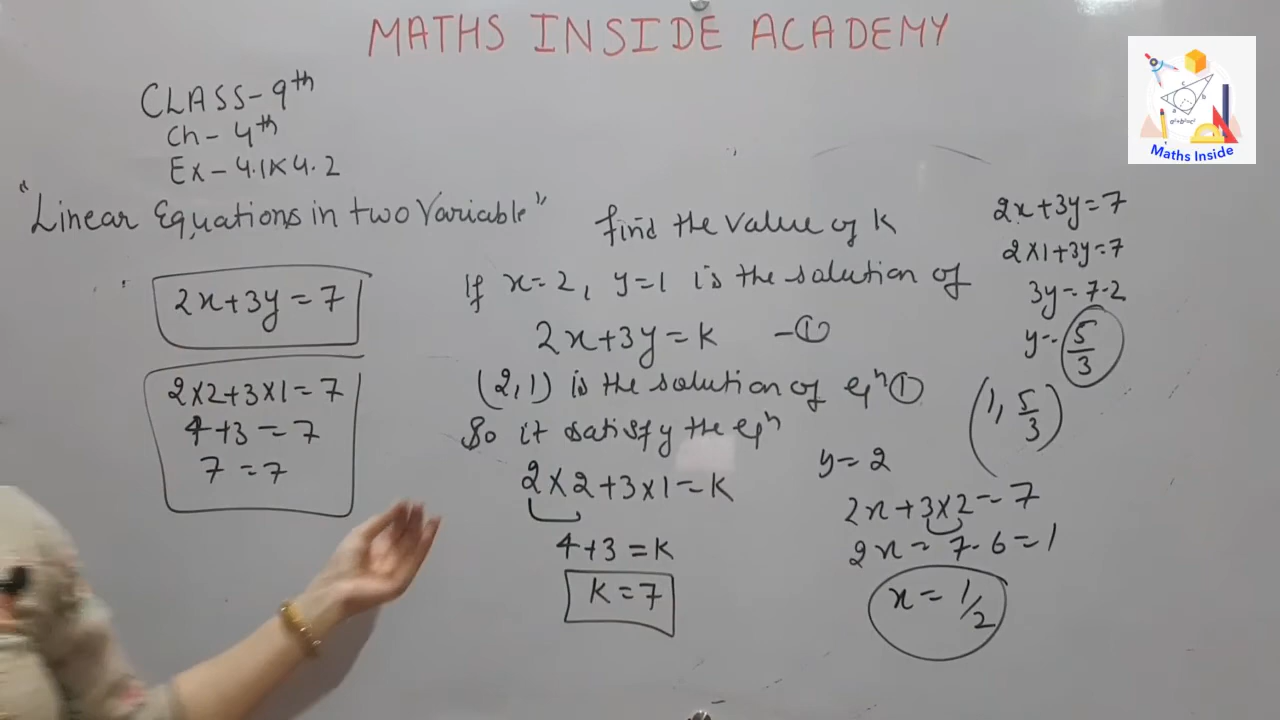 MATHS INSIDE ACADEMY
CLASS-9th
Ch-4th
Ex-4.1&4.2
"Linear Equations in two Variable"
2x+3y=7
2×2+3×1=7
4+3=7
7=7
find the value of K
If x=2, y=1 is the solution of
2x+3y=K -①
(2,1) is the solution of eqn ①
So it satisfy the eqn
2×2+3×1=K
4+3=K
K=7
2x+3y=7
2×1+3y=7
3y=7-2
y=5/3
(1, 5/3)
y=2
2x+3×2=7
2x=7-6=1
x=1/2
Maths Inside